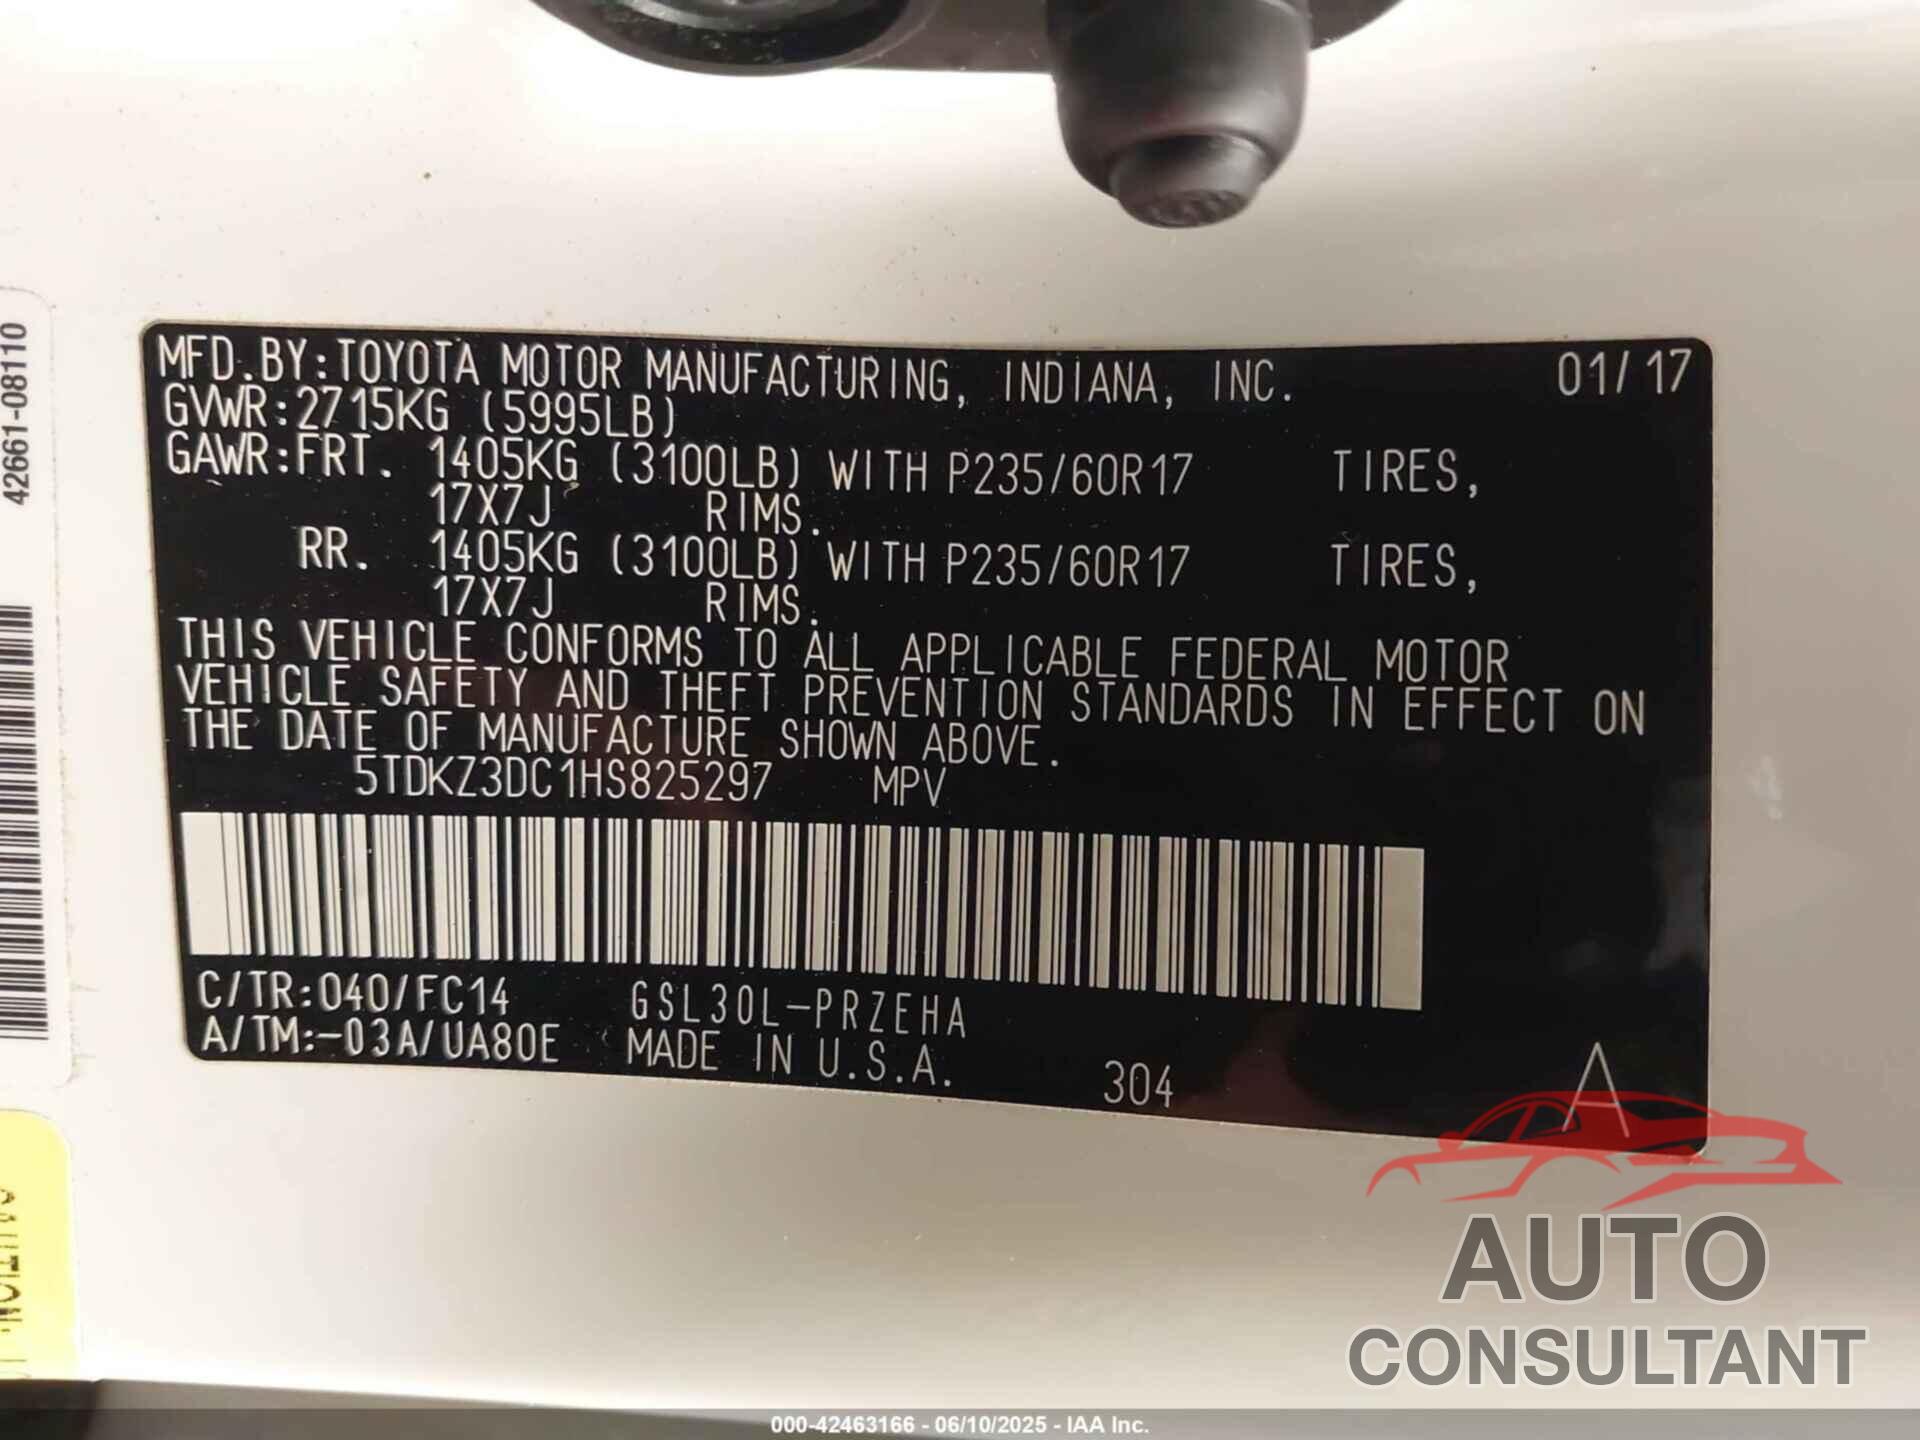 MFD.BY:TOYOTA MOTOR MANUFACTURING, INDIANA, INC. 01/17
GVWR:2715KG (5995LB)
GAWR:FRT. 1405KG (3100LB) WITH P235/60R17 TIRES,
17X7J RIMS.
RR. 1405KG (3100LB) WITH P235/60R17 TIRES,
17X7J RIMS.
THIS VEHICLE CONFORMS TO ALL APPLICABLE FEDERAL MOTOR
VEHICLE SAFETY AND THEFT PREVENTION STANDARDS IN EFFECT ON
THE DATE OF MANUFACTURE SHOWN ABOVE.
5TDKZ3DC1HS825297 MPV
C/TR:040/FC14 GSL30L-PRZEHA
A/TM:-03A/UA80E MADE IN U.S.A. 304 A
42661-08110
AUTO
CONSULTANT
000-42463166 - 06/10/2025 - IAA Inc.